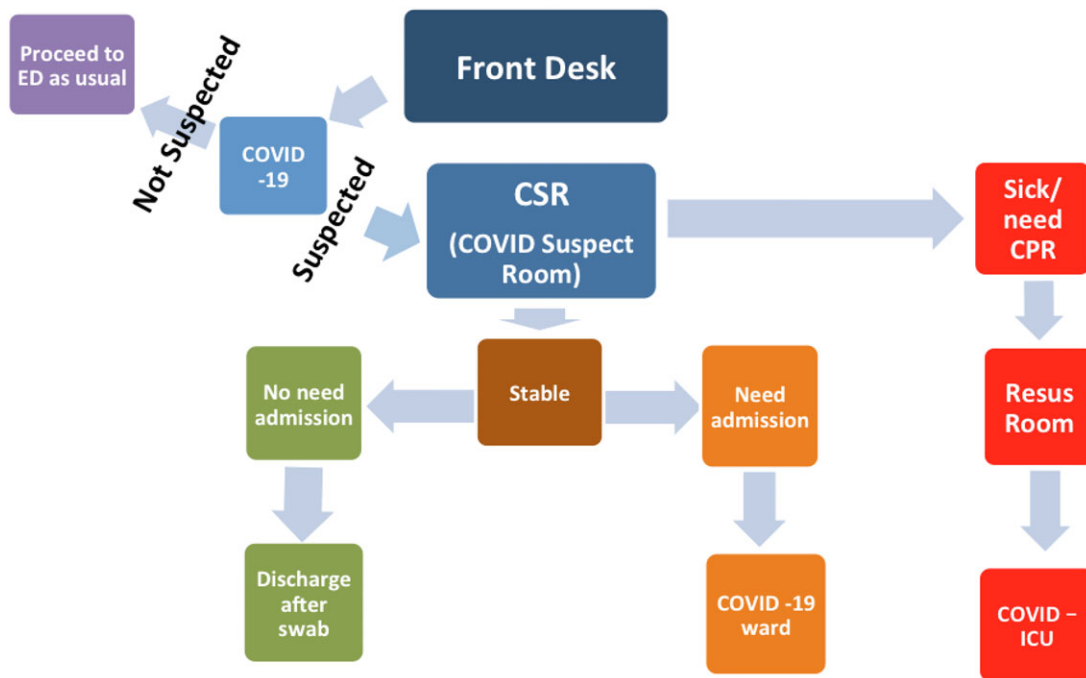 Proceed to
ED as usual
Front Desk
Not Suspected
COVID
-19
Suspected
CSR
(COVID Suspect
Room)
Sick/
need
CPR
No need
admission
Stable
Need
admission
Resus
Room
Discharge
after
swab
COVID -19
ward
COVID –
ICU